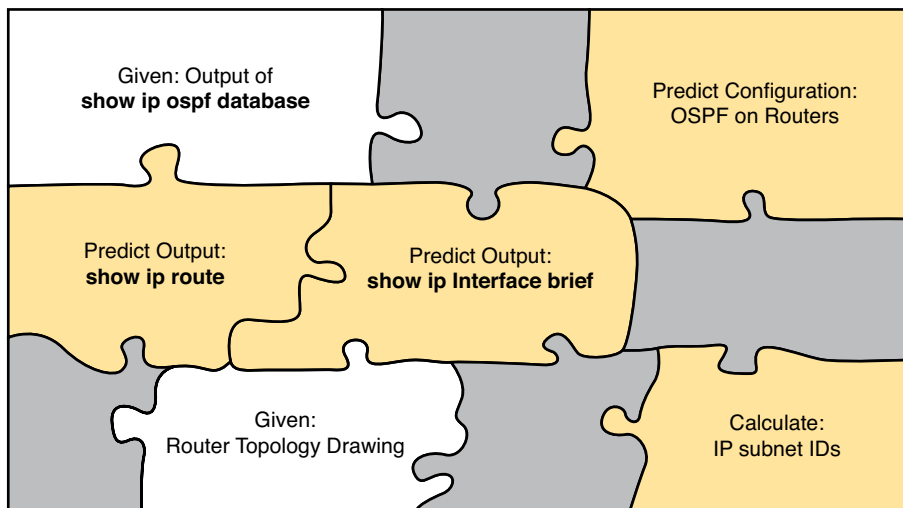 Given: Output of
show ip ospf database
Predict Configuration:
OSPF on Routers
Predict Output:
show ip route
Predict Output:
show ip Interface brief
Given:
Router Topology Drawing
Calculate:
IP subnet IDs